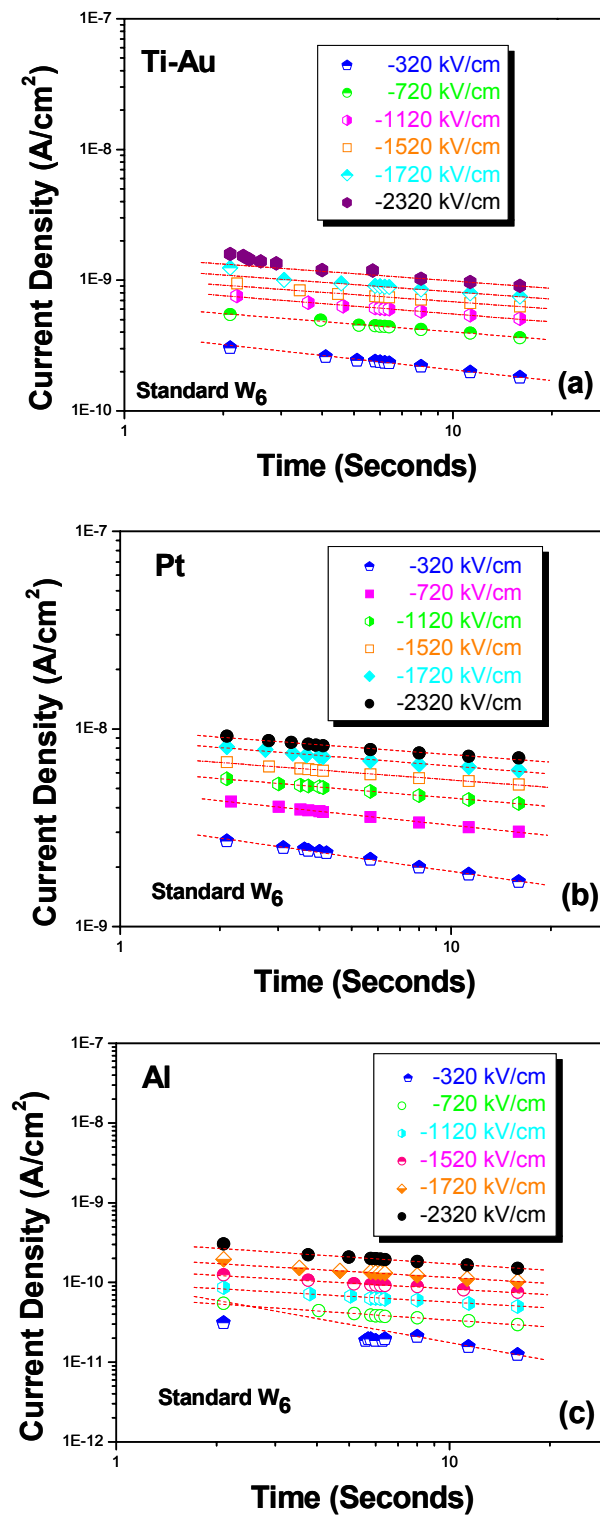 1E-7
Ti-Au
-320 kV/cm
-720 kV/cm
-1120 kV/cm
-1520 kV/cm
-1720 kV/cm
-2320 kV/cm
1E-8
1E-9
1E-10
Current Density (A/cm²)
Standard W₆
(a)
1
10
Time (Seconds)
1E-7
Pt
-320 kV/cm
-720 kV/cm
-1120 kV/cm
-1520 kV/cm
-1720 kV/cm
-2320 kV/cm
1E-8
1E-9
Current Density (A/cm²)
Standard W₆
(b)
1
10
Time (Seconds)
1E-7
Al
-320 kV/cm
-720 kV/cm
-1120 kV/cm
-1520 kV/cm
-1720 kV/cm
-2320 kV/cm
1E-8
1E-9
1E-10
1E-11
1E-12
Current Density (A/cm²)
Standard W₆
(c)
1
10
Time (Seconds)